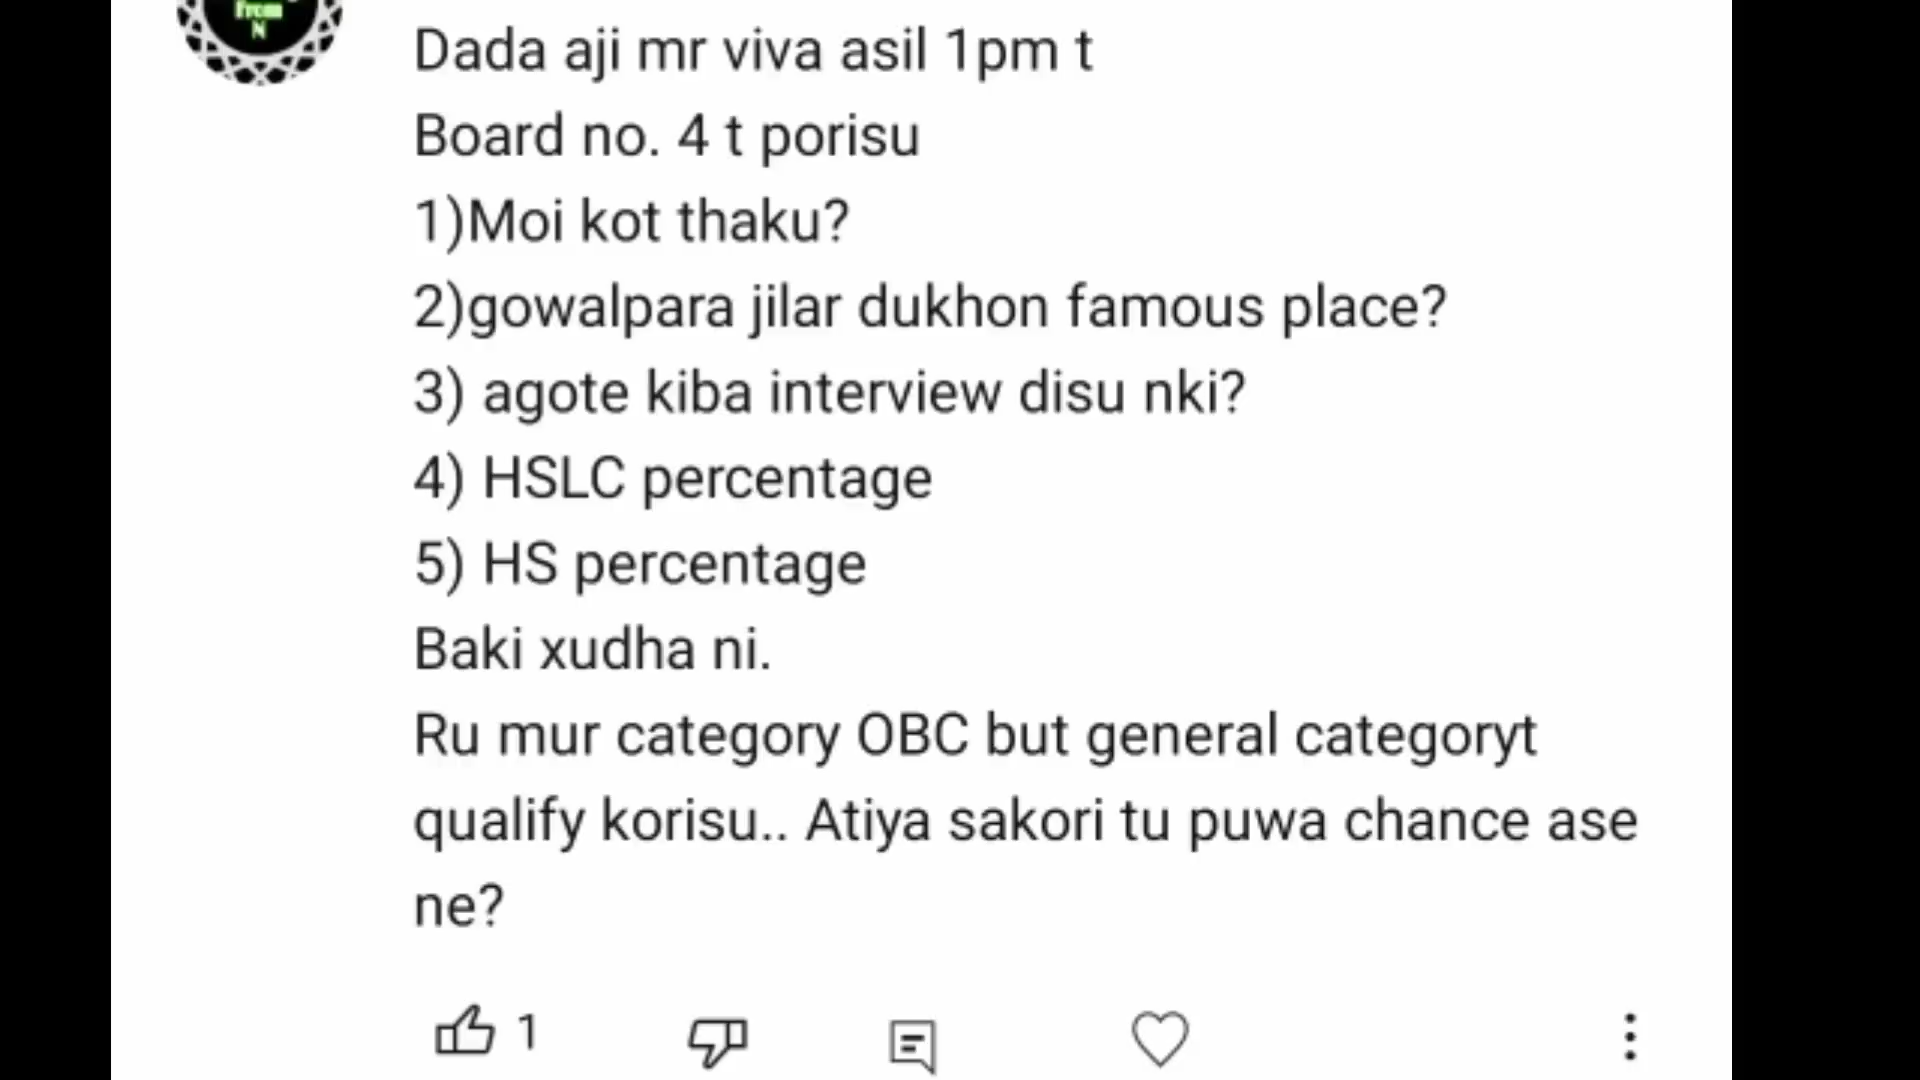 From
N
Dada aji mr viva asil 1pm t
Board no. 4 t porisu
1)Moi kot thaku?
2)gowalpara jilar dukhon famous place?
3) agote kiba interview disu nki?
4) HSLC percentage
5) HS percentage
Baki xudha ni.
Ru mur category OBC but general categoryt
qualify korisu.. Atiya sakori tu puwa chance ase
ne?
1